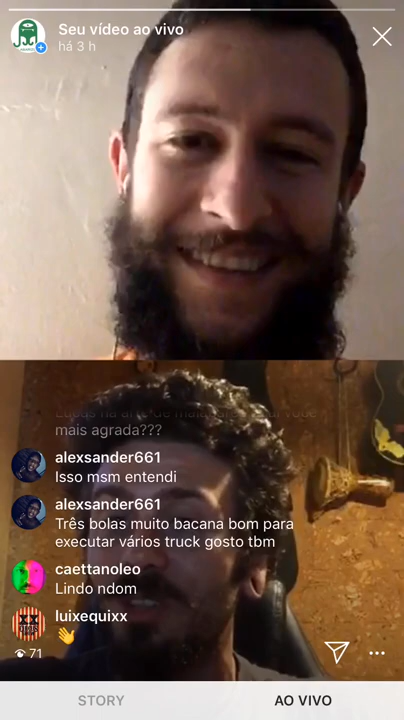 Seu vídeo ao vivo
há 3 h
mais agrada???
alexsander661
Isso msm entendi
alexsander661
Três bolas muito bacana bom para
executar vários truck gosto tbm
caettanoleo
Lindo ndom
luixequixx
👋
71
STORY
AO VIVO